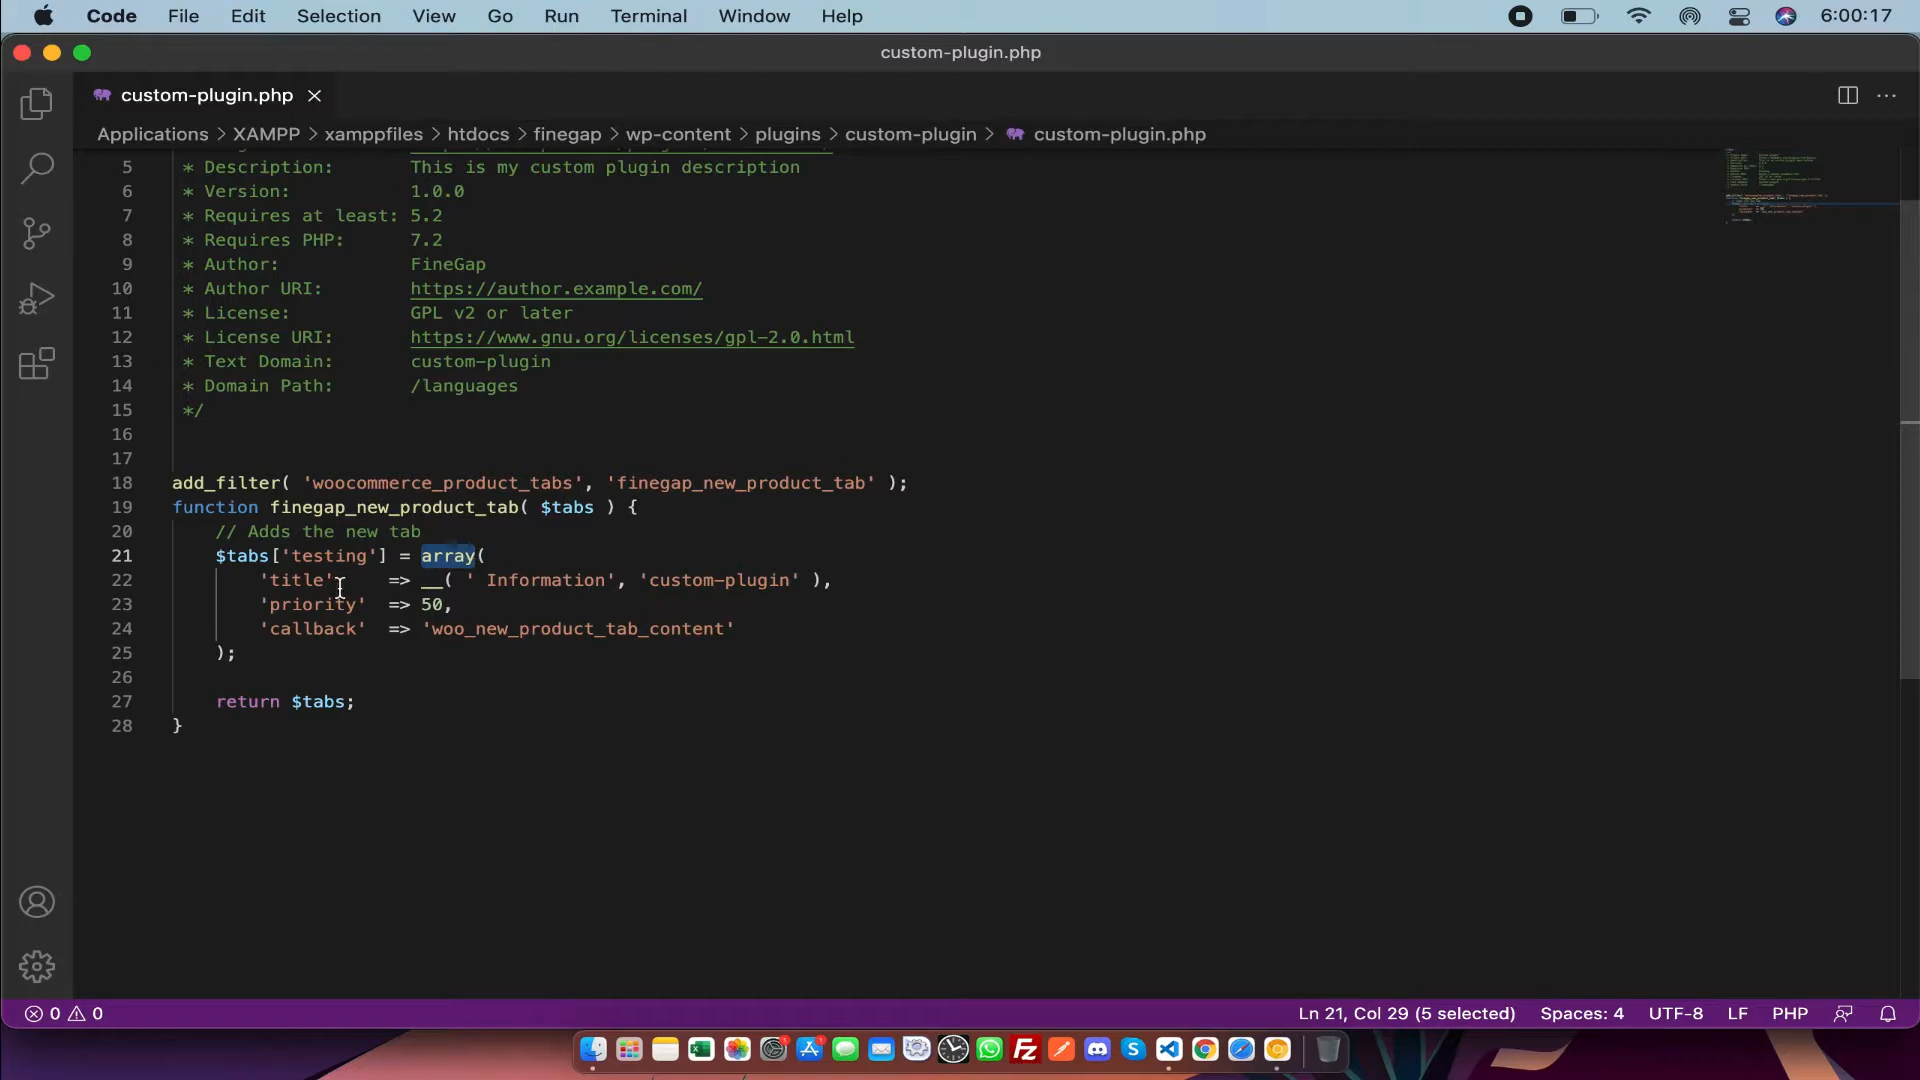 Code File Edit Selection View Go Run Terminal Window Help 6:00:17
custom-plugin.php
custom-plugin.php
Applications > XAMPP > xamppfiles > htdocs > finegap > wp-content > plugins > custom-plugin > custom-plugin.php
5 * Description: This is my custom plugin description
6 * Version: 1.0.0
7 * Requires at least: 5.2
8 * Requires PHP: 7.2
9 * Author: FineGap
10 * Author URI: https://author.example.com/
11 * License: GPL v2 or later
12 * License URI: https://www.gnu.org/licenses/gpl-2.0.html
13 * Text Domain: custom-plugin
14 * Domain Path: /languages
15 */
16
17
18 add_filter( 'woocommerce_product_tabs', 'finegap_new_product_tab' );
19 function finegap_new_product_tab( $tabs ) {
20 // Adds the new tab
21 $tabs['testing'] = array(
22 'title' => __( ' Information', 'custom-plugin' ),
23 'priority' => 50,
24 'callback' => 'woo_new_product_tab_content'
25 );
26
27 return $tabs;
28 }
0 0 Ln 21, Col 29 (5 selected) Spaces: 4 UTF-8 LF PHP